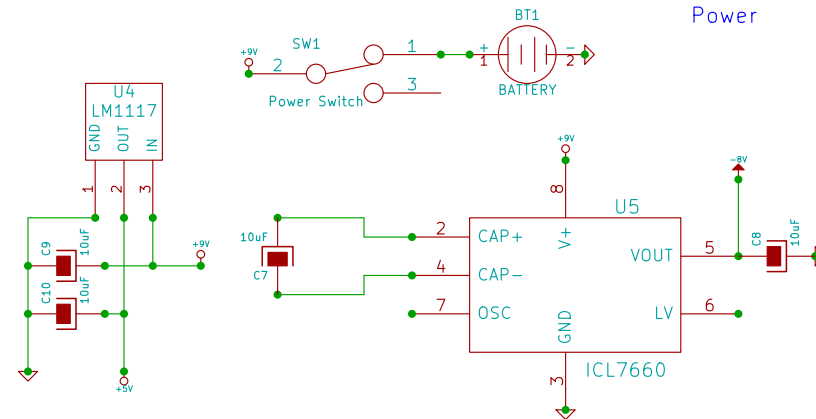 Power
BT1
SW1
+9V
2
1
3
Power Switch
+
1
-
2
BATTERY
U4
LM1117
GND
OUT
IN
1
2
3
+9V
C9
10uF
C10
10uF
+5V
10uF
C7
+9V
8
U5
2
CAP+
V+
4
CAP-
7
OSC
GND
3
VOUT
5
LV
6
ICL7660
-8V
C8
10uF